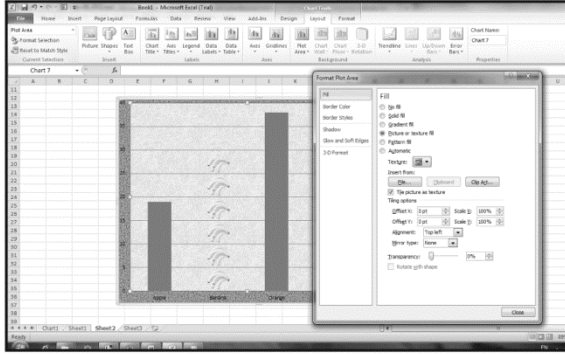 Book1 - Microsoft Excel (Trial)
Chart Tools
File Home Insert Page Layout Formulas Data Review View Add-Ins Design Layout Format
Plot Area
Format Selection
Reset to Match Style
Current Selection
Picture Shapes Text Box
Insert
Chart Title Axis Titles Legend Data Labels Data Table
Labels
Axes Gridlines
Axes
Plot Area Chart Wall Chart Floor 3-D Rotation
Background
Trendline Lines Up/Down Bars Error Bars
Analysis
Chart Name:
Chart 7
Properties
Chart 7
fx
A B C D E F G H I J K
Apple Banana Orange
Format Plot Area
Fill
Border Color
Border Styles
Shadow
Glow and Soft Edges
3-D Format
Fill
No fill
Solid fill
Gradient fill
Picture or texture fill
Pattern fill
Automatic
Texture:
Insert from:
File... Clipboard Clip Art...
Tile picture as texture
Tiling options
Offset X: 0 pt Scale X: 100%
Offset Y: 0 pt Scale Y: 100%
Alignment: Top left
Mirror type: None
Transparency: 0%
Rotate with shape
Close
Chart1 Sheet1 Sheet2 Sheet3
Ready